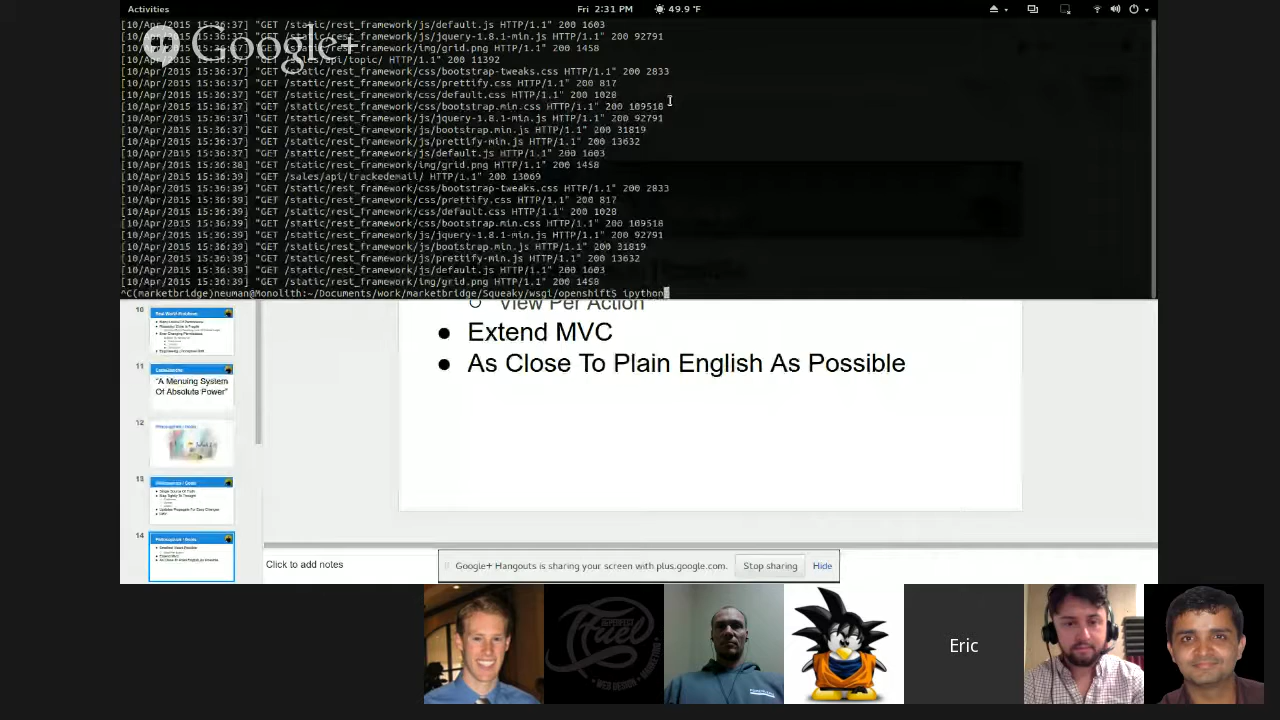 Activities
Fri 2:31 PM
49.9 °F
Google+
[10/Apr/2015 15:36:37] "GET /static/rest_framework/js/default.js HTTP/1.1" 200 1603
[10/Apr/2015 15:36:37] "GET /static/rest_framework/js/jquery-1.8.1-min.js HTTP/1.1" 200 92791
[10/Apr/2015 15:36:37] "GET /static/rest_framework/img/grid.png HTTP/1.1" 200 1458
[10/Apr/2015 15:36:37] "GET /sales/api/topic/ HTTP/1.1" 200 11392
[10/Apr/2015 15:36:37] "GET /static/rest_framework/css/bootstrap-tweaks.css HTTP/1.1" 200 2833
[10/Apr/2015 15:36:37] "GET /static/rest_framework/css/prettify.css HTTP/1.1" 200 817
[10/Apr/2015 15:36:37] "GET /static/rest_framework/css/default.css HTTP/1.1" 200 1028
[10/Apr/2015 15:36:37] "GET /static/rest_framework/css/bootstrap.min.css HTTP/1.1" 200 109518
[10/Apr/2015 15:36:37] "GET /static/rest_framework/js/jquery-1.8.1-min.js HTTP/1.1" 200 92791
[10/Apr/2015 15:36:37] "GET /static/rest_framework/js/bootstrap.min.js HTTP/1.1" 200 31819
[10/Apr/2015 15:36:37] "GET /static/rest_framework/js/prettify-min.js HTTP/1.1" 200 13632
[10/Apr/2015 15:36:37] "GET /static/rest_framework/js/default.js HTTP/1.1" 200 1603
[10/Apr/2015 15:36:38] "GET /static/rest_framework/img/grid.png HTTP/1.1" 200 1458
[10/Apr/2015 15:36:39] "GET /sales/api/trackedemail/ HTTP/1.1" 200 13069
[10/Apr/2015 15:36:39] "GET /static/rest_framework/css/bootstrap-tweaks.css HTTP/1.1" 200 2833
[10/Apr/2015 15:36:39] "GET /static/rest_framework/css/prettify.css HTTP/1.1" 200 817
[10/Apr/2015 15:36:39] "GET /static/rest_framework/css/default.css HTTP/1.1" 200 1028
[10/Apr/2015 15:36:39] "GET /static/rest_framework/css/bootstrap.min.css HTTP/1.1" 200 109518
[10/Apr/2015 15:36:39] "GET /static/rest_framework/js/jquery-1.8.1-min.js HTTP/1.1" 200 92791
[10/Apr/2015 15:36:39] "GET /static/rest_framework/js/bootstrap.min.js HTTP/1.1" 200 31819
[10/Apr/2015 15:36:39] "GET /static/rest_framework/js/prettify-min.js HTTP/1.1" 200 13632
[10/Apr/2015 15:36:39] "GET /static/rest_framework/js/default.js HTTP/1.1" 200 1603
[10/Apr/2015 15:36:39] "GET /static/rest_framework/img/grid.png HTTP/1.1" 200 1458
^C(marketbridge)neuman@Monolith:~/Documents/work/marketbridge/Squeaky/wsgi/openshift$ ipython
View Per Action
● Extend MVC
● As Close To Plain English As Possible
10
11
"A Menuing System
Of Absolute Power"
12
13
14
Philosophies / Goals
Extend MVC
As Close To Plain English As Possible
Click to add notes
Google+ Hangouts is sharing your screen with plus.google.com.
Stop sharing
Hide
Fuel
WEB DESIGN
Eric